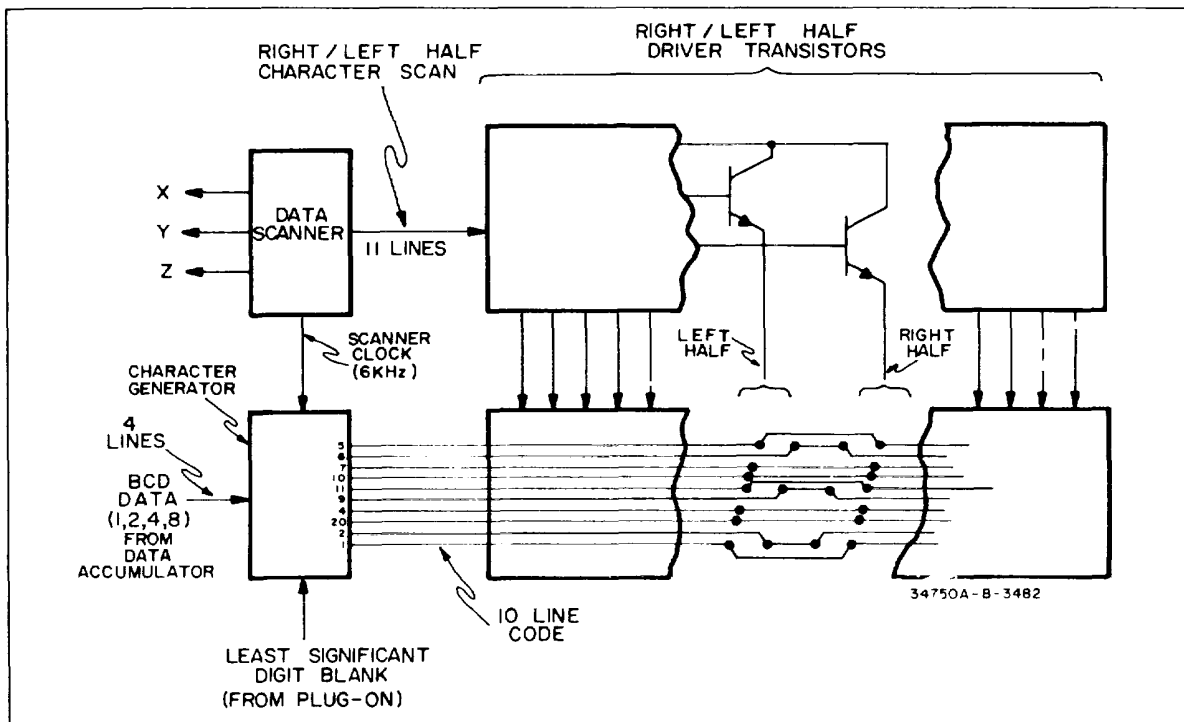 RIGHT / LEFT HALF
CHARACTER SCAN
RIGHT/LEFT HALF
DRIVER TRANSISTORS
X
Y
Z
DATA
SCANNER
11 LINES
SCANNER
CLOCK
(6KHz)
LEFT
HALF
RIGHT
HALF
CHARACTER
GENERATOR
4
LINES
BCD
DATA
(1,2,4,8)
FROM
DATA
ACCUMULATOR
5
6
7
10
11
9
4
20
2
1
10 LINE
CODE
34750A-B-3482
LEAST SIGNIFICANT
DIGIT BLANK
(FROM PLUG-ON)